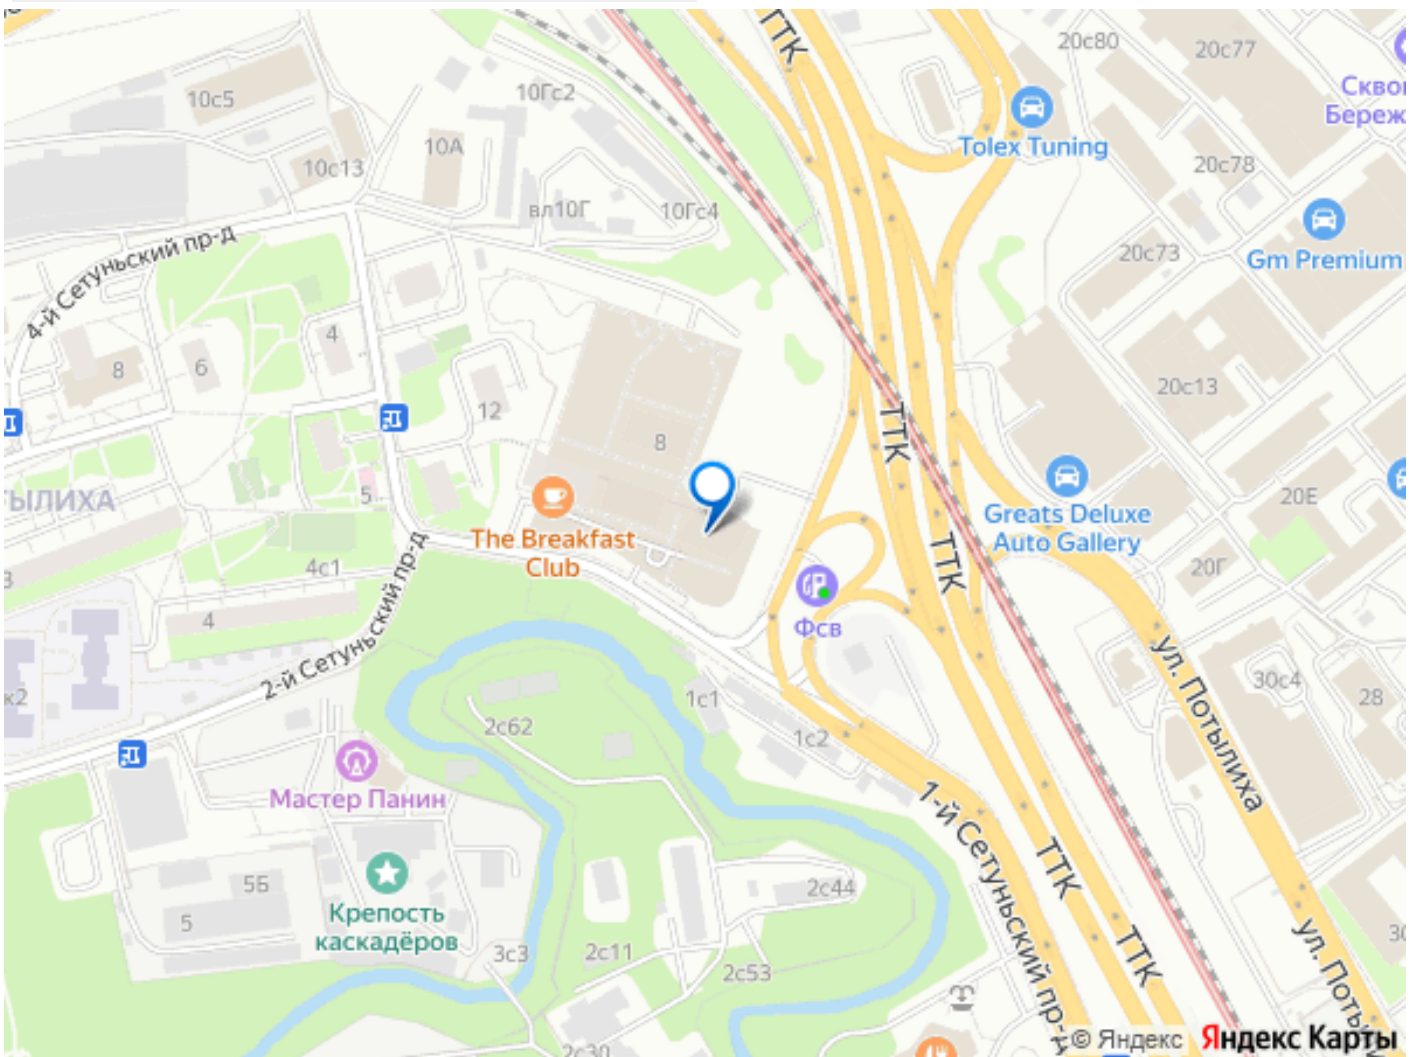 ТТК
20с80
20с77
10с5
10Гс2
Tolex Tuning
10А
10с13
20с78
вл10Г
10Гс4
4-й Сетуньский пр-д
20с73
Gm Premium
4
8
6
20с13
12
ТТК
8
5
20Е
The Breakfast
Club
Greats Deluxe
Auto Gallery
ТТК
4с1
20Г
4
Фсв
2-й Сетуньский пр-д
ул. Потылиха
30с4
28
к2
1с1
2с62
1с2
Мастер Панин
1-й Сетуньский пр-д
ТТК
5Б
2с44
Крепость
каскадёров
5
3с3
2с11
2с53
ТТК
© Яндекс
Яндекс Карты